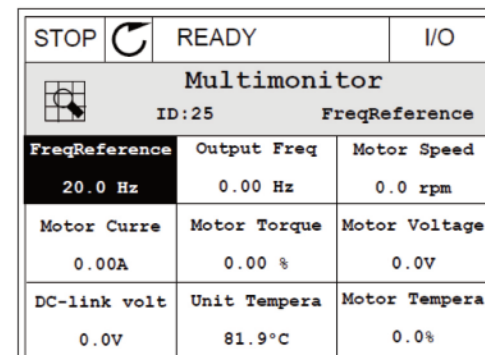 STOP READY I/O
Multimonitor
ID:25 FreqReference
FreqReference Output Freq Motor Speed
20.0 Hz 0.00 Hz 0.0 rpm
Motor Curre Motor Torque Motor Voltage
0.00A 0.00 % 0.0V
DC-link volt Unit Tempera Motor Tempera
0.0V 81.9°C 0.0%